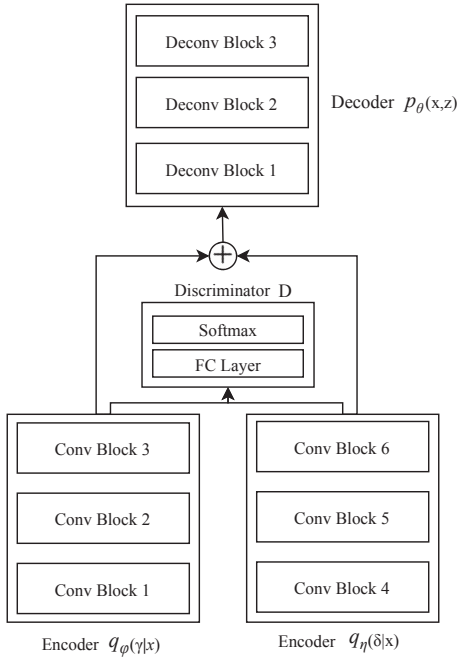 Deconv Block 3
Deconv Block 2
Decoder p_θ(x,z)
Deconv Block 1
+
Discriminator D
Softmax
FC Layer
Conv Block 3
Conv Block 2
Conv Block 1
Encoder q_φ(γ|x)
Conv Block 6
Conv Block 5
Conv Block 4
Encoder q_η(δ|x)